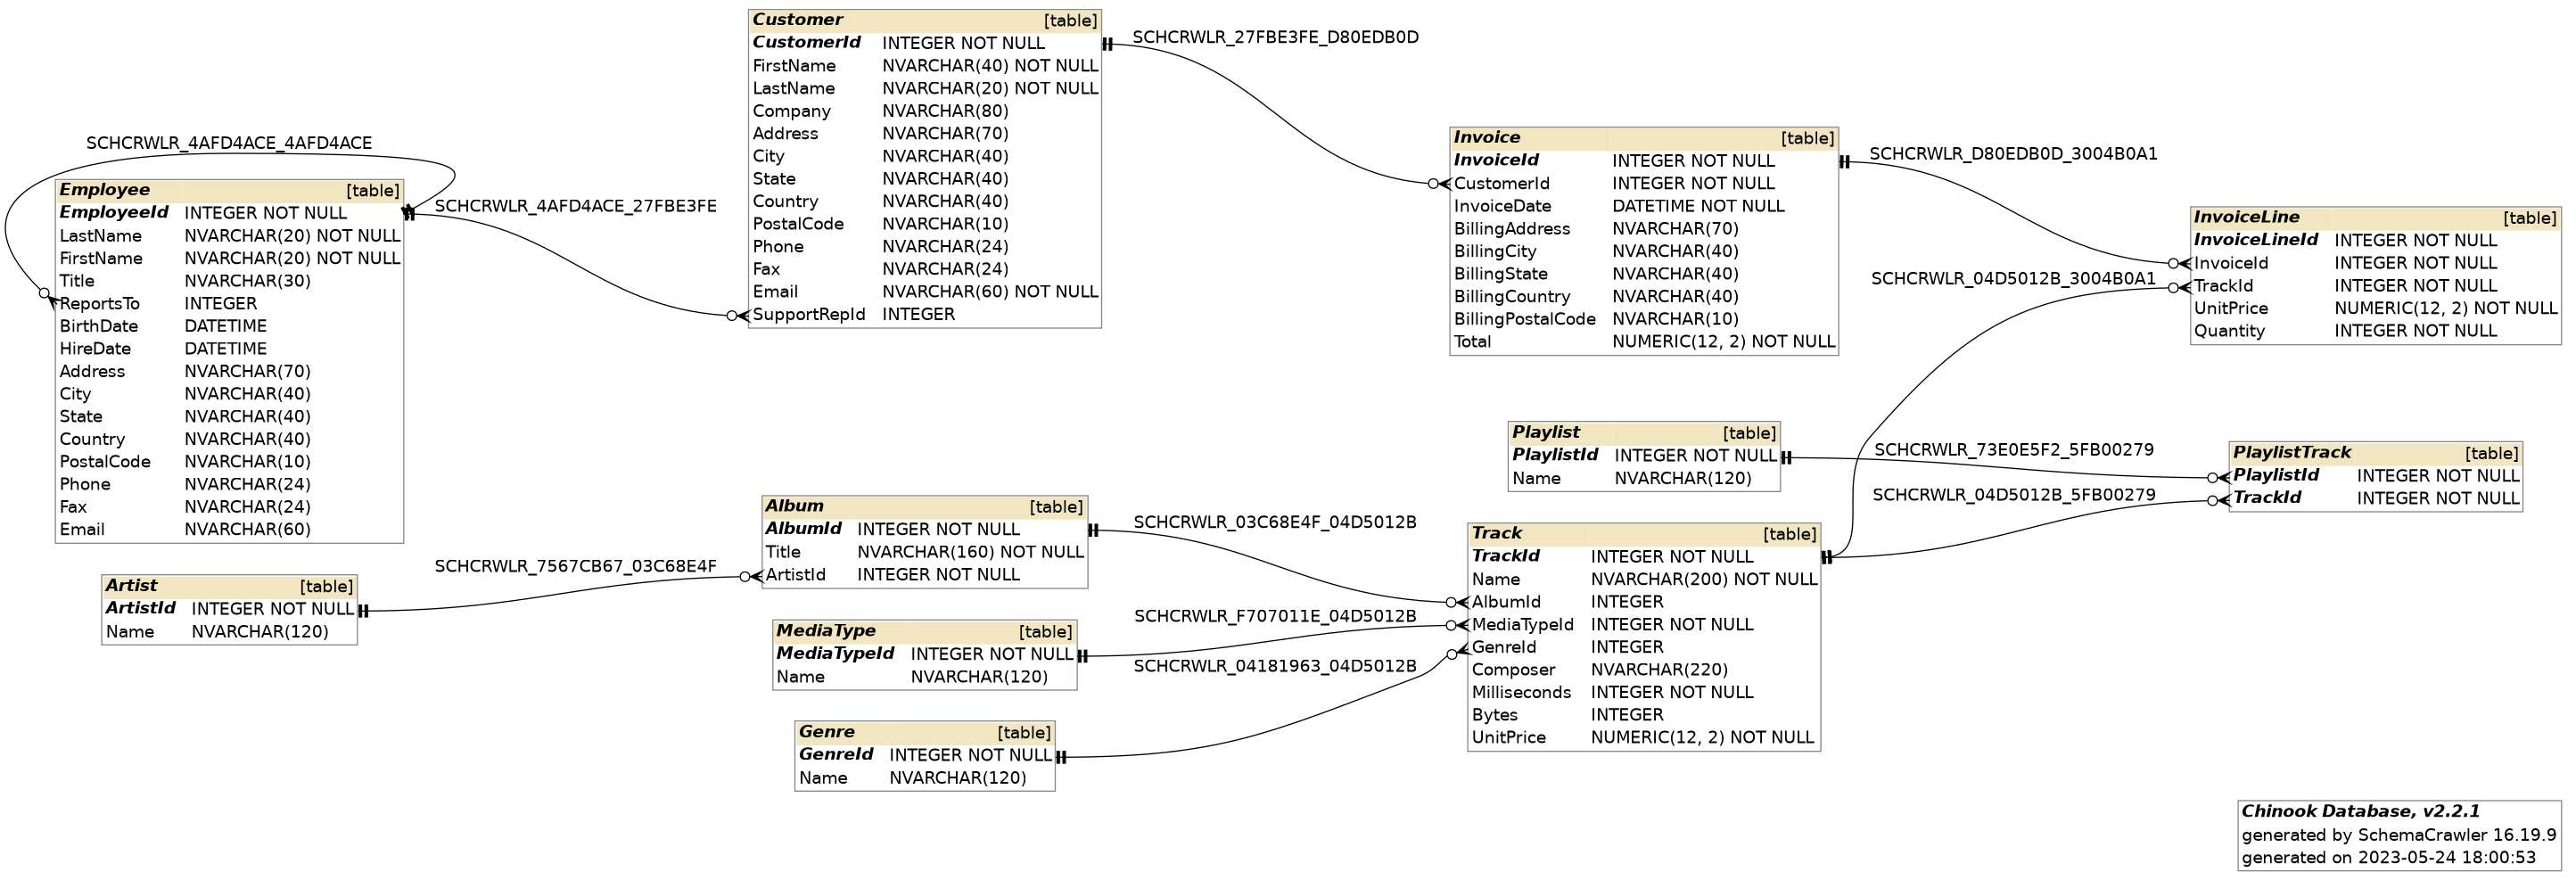 Customer [table]
CustomerId INTEGER NOT NULL
FirstName NVARCHAR(40) NOT NULL
LastName NVARCHAR(20) NOT NULL
Company NVARCHAR(80)
Address NVARCHAR(70)
City NVARCHAR(40)
State NVARCHAR(40)
Country NVARCHAR(40)
PostalCode NVARCHAR(10)
Phone NVARCHAR(24)
Fax NVARCHAR(24)
Email NVARCHAR(60) NOT NULL
SupportRepId INTEGER
SCHCRWLR_27FBE3FE_D80EDB0D
SCHCRWLR_4AFD4ACE_4AFD4ACE
Employee [table]
EmployeeId INTEGER NOT NULL
LastName NVARCHAR(20) NOT NULL
FirstName NVARCHAR(20) NOT NULL
Title NVARCHAR(30)
ReportsTo INTEGER
BirthDate DATETIME
HireDate DATETIME
Address NVARCHAR(70)
City NVARCHAR(40)
State NVARCHAR(40)
Country NVARCHAR(40)
PostalCode NVARCHAR(10)
Phone NVARCHAR(24)
Fax NVARCHAR(24)
Email NVARCHAR(60)
SCHCRWLR_4AFD4ACE_27FBE3FE
Invoice [table]
InvoiceId INTEGER NOT NULL
CustomerId INTEGER NOT NULL
InvoiceDate DATETIME NOT NULL
BillingAddress NVARCHAR(70)
BillingCity NVARCHAR(40)
BillingState NVARCHAR(40)
BillingCountry NVARCHAR(40)
BillingPostalCode NVARCHAR(10)
Total NUMERIC(12, 2) NOT NULL
SCHCRWLR_D80EDB0D_3004B0A1
InvoiceLine [table]
InvoiceLineId INTEGER NOT NULL
InvoiceId INTEGER NOT NULL
TrackId INTEGER NOT NULL
UnitPrice NUMERIC(12, 2) NOT NULL
Quantity INTEGER NOT NULL
SCHCRWLR_04D5012B_3004B0A1
Playlist [table]
PlaylistId INTEGER NOT NULL
Name NVARCHAR(120)
SCHCRWLR_73E0E5F2_5FB00279
PlaylistTrack [table]
PlaylistId INTEGER NOT NULL
TrackId INTEGER NOT NULL
SCHCRWLR_04D5012B_5FB00279
Album [table]
AlbumId INTEGER NOT NULL
Title NVARCHAR(160) NOT NULL
ArtistId INTEGER NOT NULL
SCHCRWLR_03C68E4F_04D5012B
Track [table]
TrackId INTEGER NOT NULL
Name NVARCHAR(200) NOT NULL
AlbumId INTEGER
MediaTypeId INTEGER NOT NULL
GenreId INTEGER
Composer NVARCHAR(220)
Milliseconds INTEGER NOT NULL
Bytes INTEGER
UnitPrice NUMERIC(12, 2) NOT NULL
SCHCRWLR_7567CB67_03C68E4F
Artist [table]
ArtistId INTEGER NOT NULL
Name NVARCHAR(120)
SCHCRWLR_F707011E_04D5012B
MediaType [table]
MediaTypeId INTEGER NOT NULL
Name NVARCHAR(120)
SCHCRWLR_04181963_04D5012B
Genre [table]
GenreId INTEGER NOT NULL
Name NVARCHAR(120)
Chinook Database, v2.2.1
generated by SchemaCrawler 16.19.9
generated on 2023-05-24 18:00:53